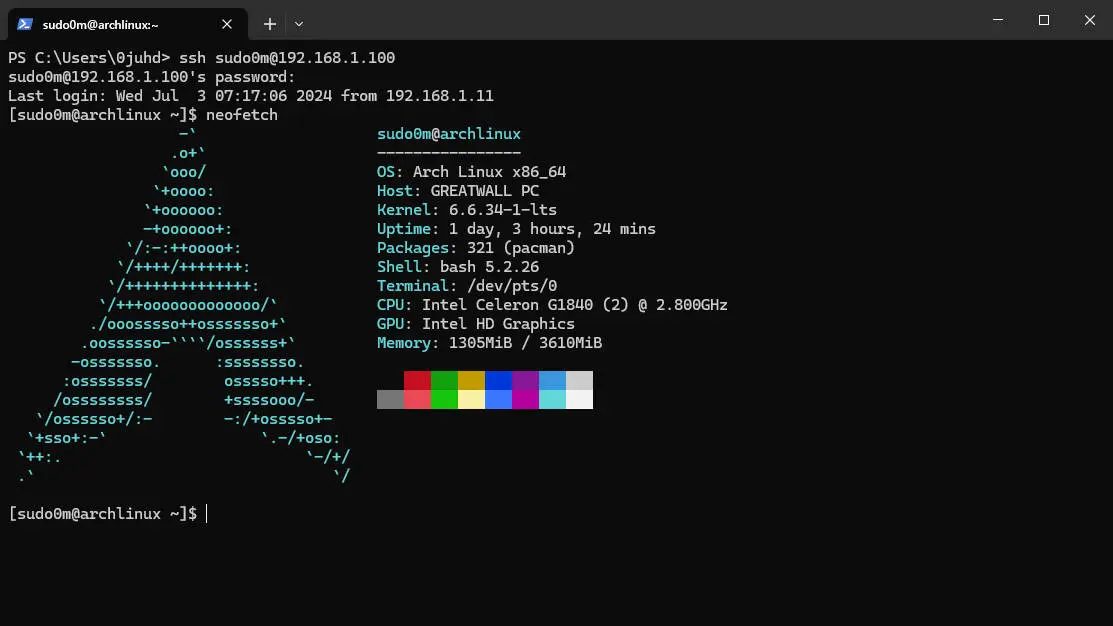 sudo0m@archlinux:~
PS C:\Users\0juhd> ssh sudo0m@192.168.1.100
sudo0m@192.168.1.100's password:
Last login: Wed Jul  3 07:17:06 2024 from 192.168.1.11
[sudo0m@archlinux ~]$ neofetch
                   -`                    sudo0m@archlinux
                  .o+`                   ----------------
                 `ooo/                   OS: Arch Linux x86_64
                `+oooo:                  Host: GREATWALL PC
               `+oooooo:                 Kernel: 6.6.34-1-lts
               -+oooooo+:                Uptime: 1 day, 3 hours, 24 mins
             `/:-:++oooo+:               Packages: 321 (pacman)
            `/++++/+++++++:              Shell: bash 5.2.26
           `/++++++++++++++:             Terminal: /dev/pts/0
          `/+++ooooooooooooo/`           CPU: Intel Celeron G1840 (2) @ 2.800GHz
         ./ooosssso++osssssso+`          GPU: Intel HD Graphics
        .oossssso-````/ossssss+`         Memory: 1305MiB / 3610MiB
       -osssssso.      :ssssssso.
      :osssssss/        osssso+++.
     /ossssssss/        +ssssooo/-
   `/ossssso+/:-        -:/+osssso+-
  `+sso+:-`                 `.-/+oso:
 `++:.                           `-/+/
 .`                                 `/
[sudo0m@archlinux ~]$